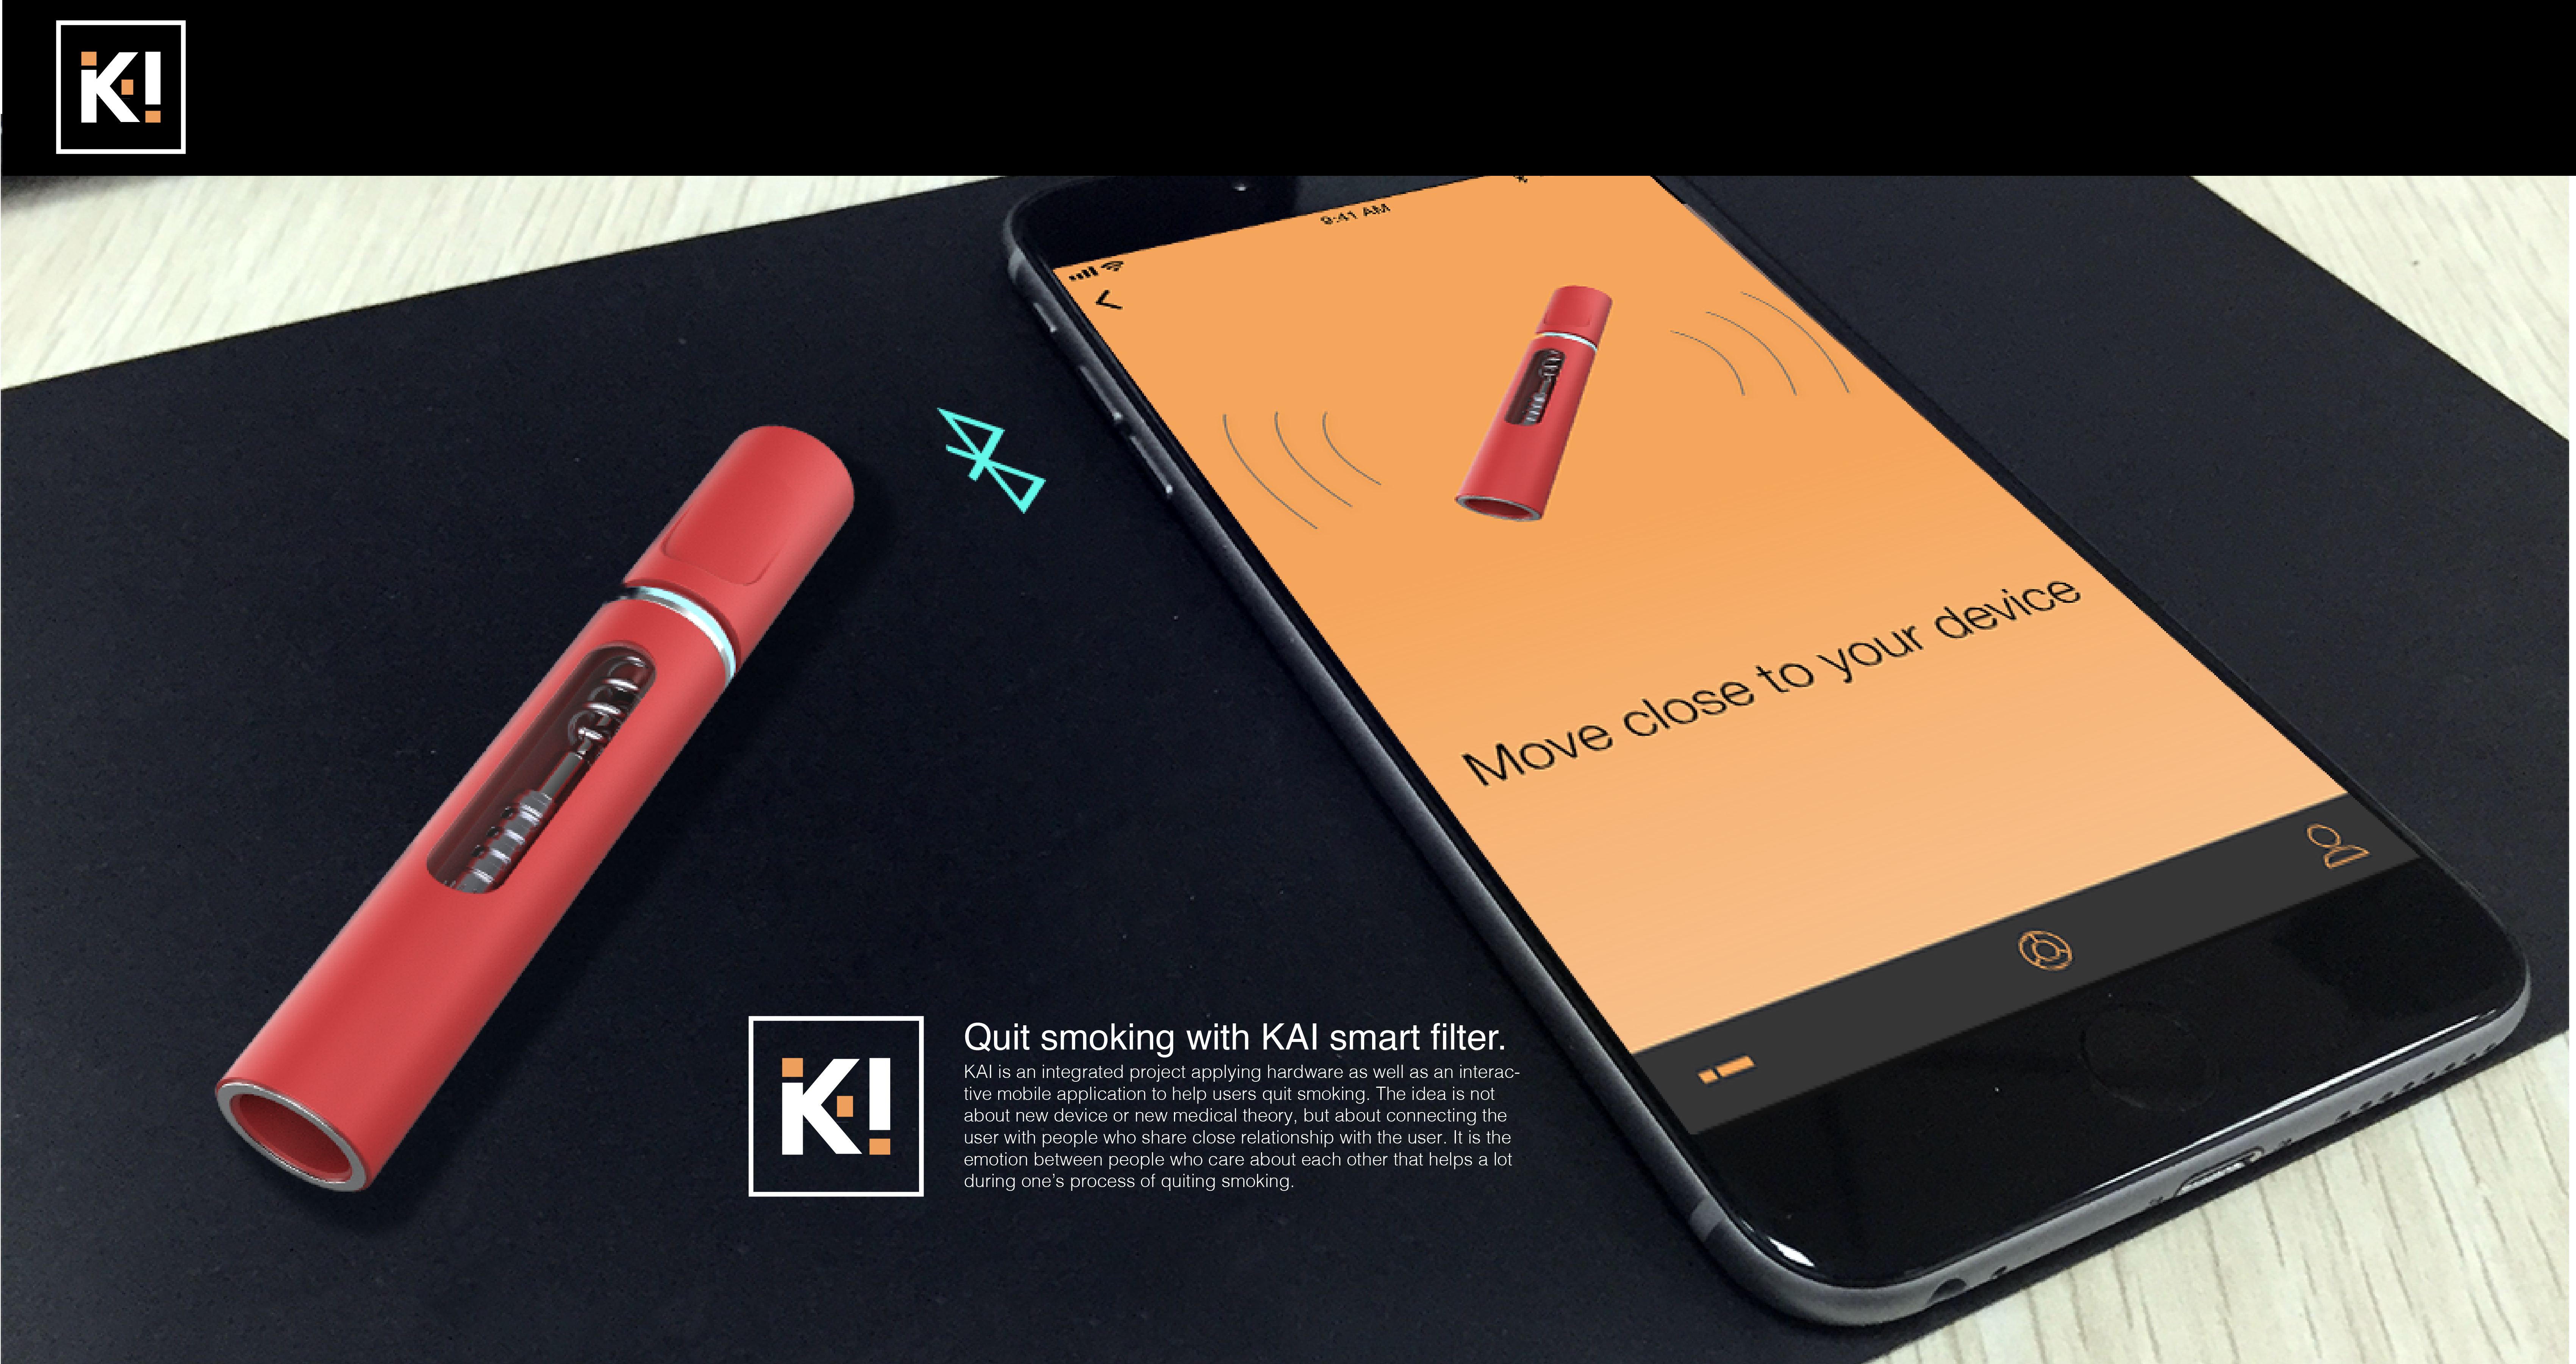 K!
9:41 AM
Move close to your device
K!
Quit smoking with KAI smart filter.
KAI is an integrated project applying hardware as well as an interac-
tive mobile application to help users quit smoking. The idea is not
about new device or new medical theory, but about connecting the
user with people who share close relationship with the user. It is the
emotion between people who care about each other that helps a lot
during one's process of quiting smoking.